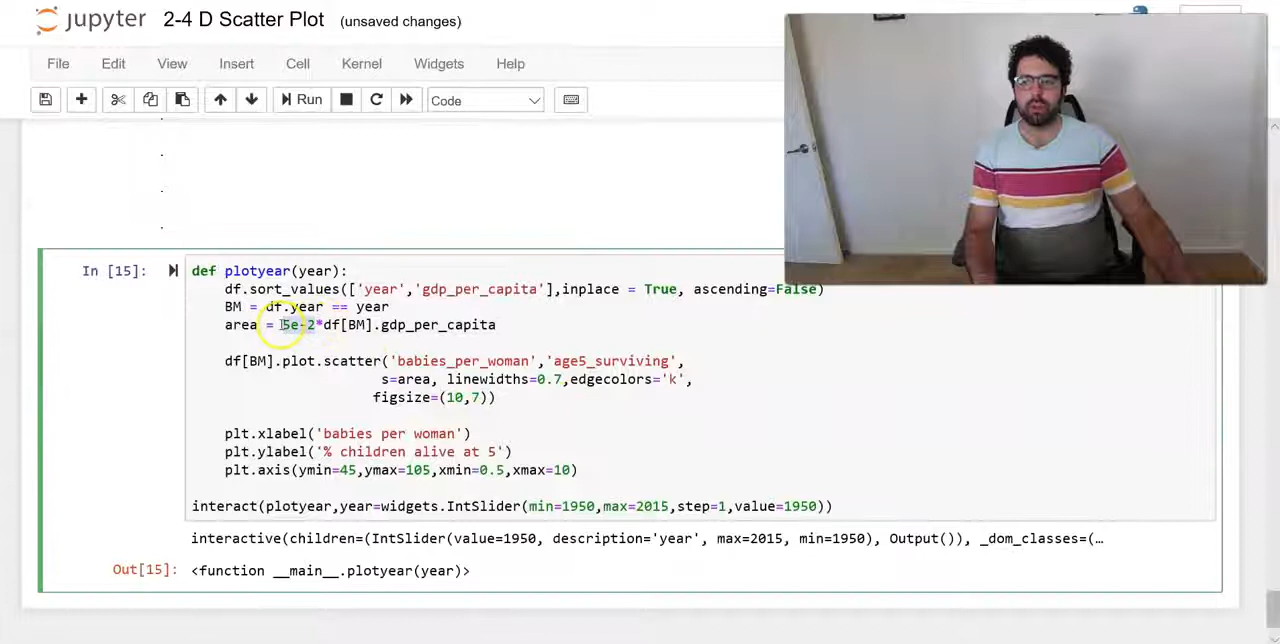 jupyter 2-4 D Scatter Plot (unsaved changes)
File Edit View Insert Cell Kernel Widgets Help
Run Code
In [15]:
def plotyear(year):
df.sort_values(['year','gdp_per_capita'],inplace = True, ascending=False)
BM = df.year == year
area = 5e-2*df[BM].gdp_per_capita
df[BM].plot.scatter('babies_per_woman','age5_surviving',
s=area, linewidths=0.7,edgecolors='k',
figsize=(10,7))
plt.xlabel('babies per woman')
plt.ylabel('% children alive at 5')
plt.axis(ymin=45,ymax=105,xmin=0.5,xmax=10)
interact(plotyear,year=widgets.IntSlider(min=1950,max=2015,step=1,value=1950))
interactive(children=(IntSlider(value=1950, description='year', max=2015, min=1950), Output()), _dom_classes=(…
Out[15]: <function __main__.plotyear(year)>